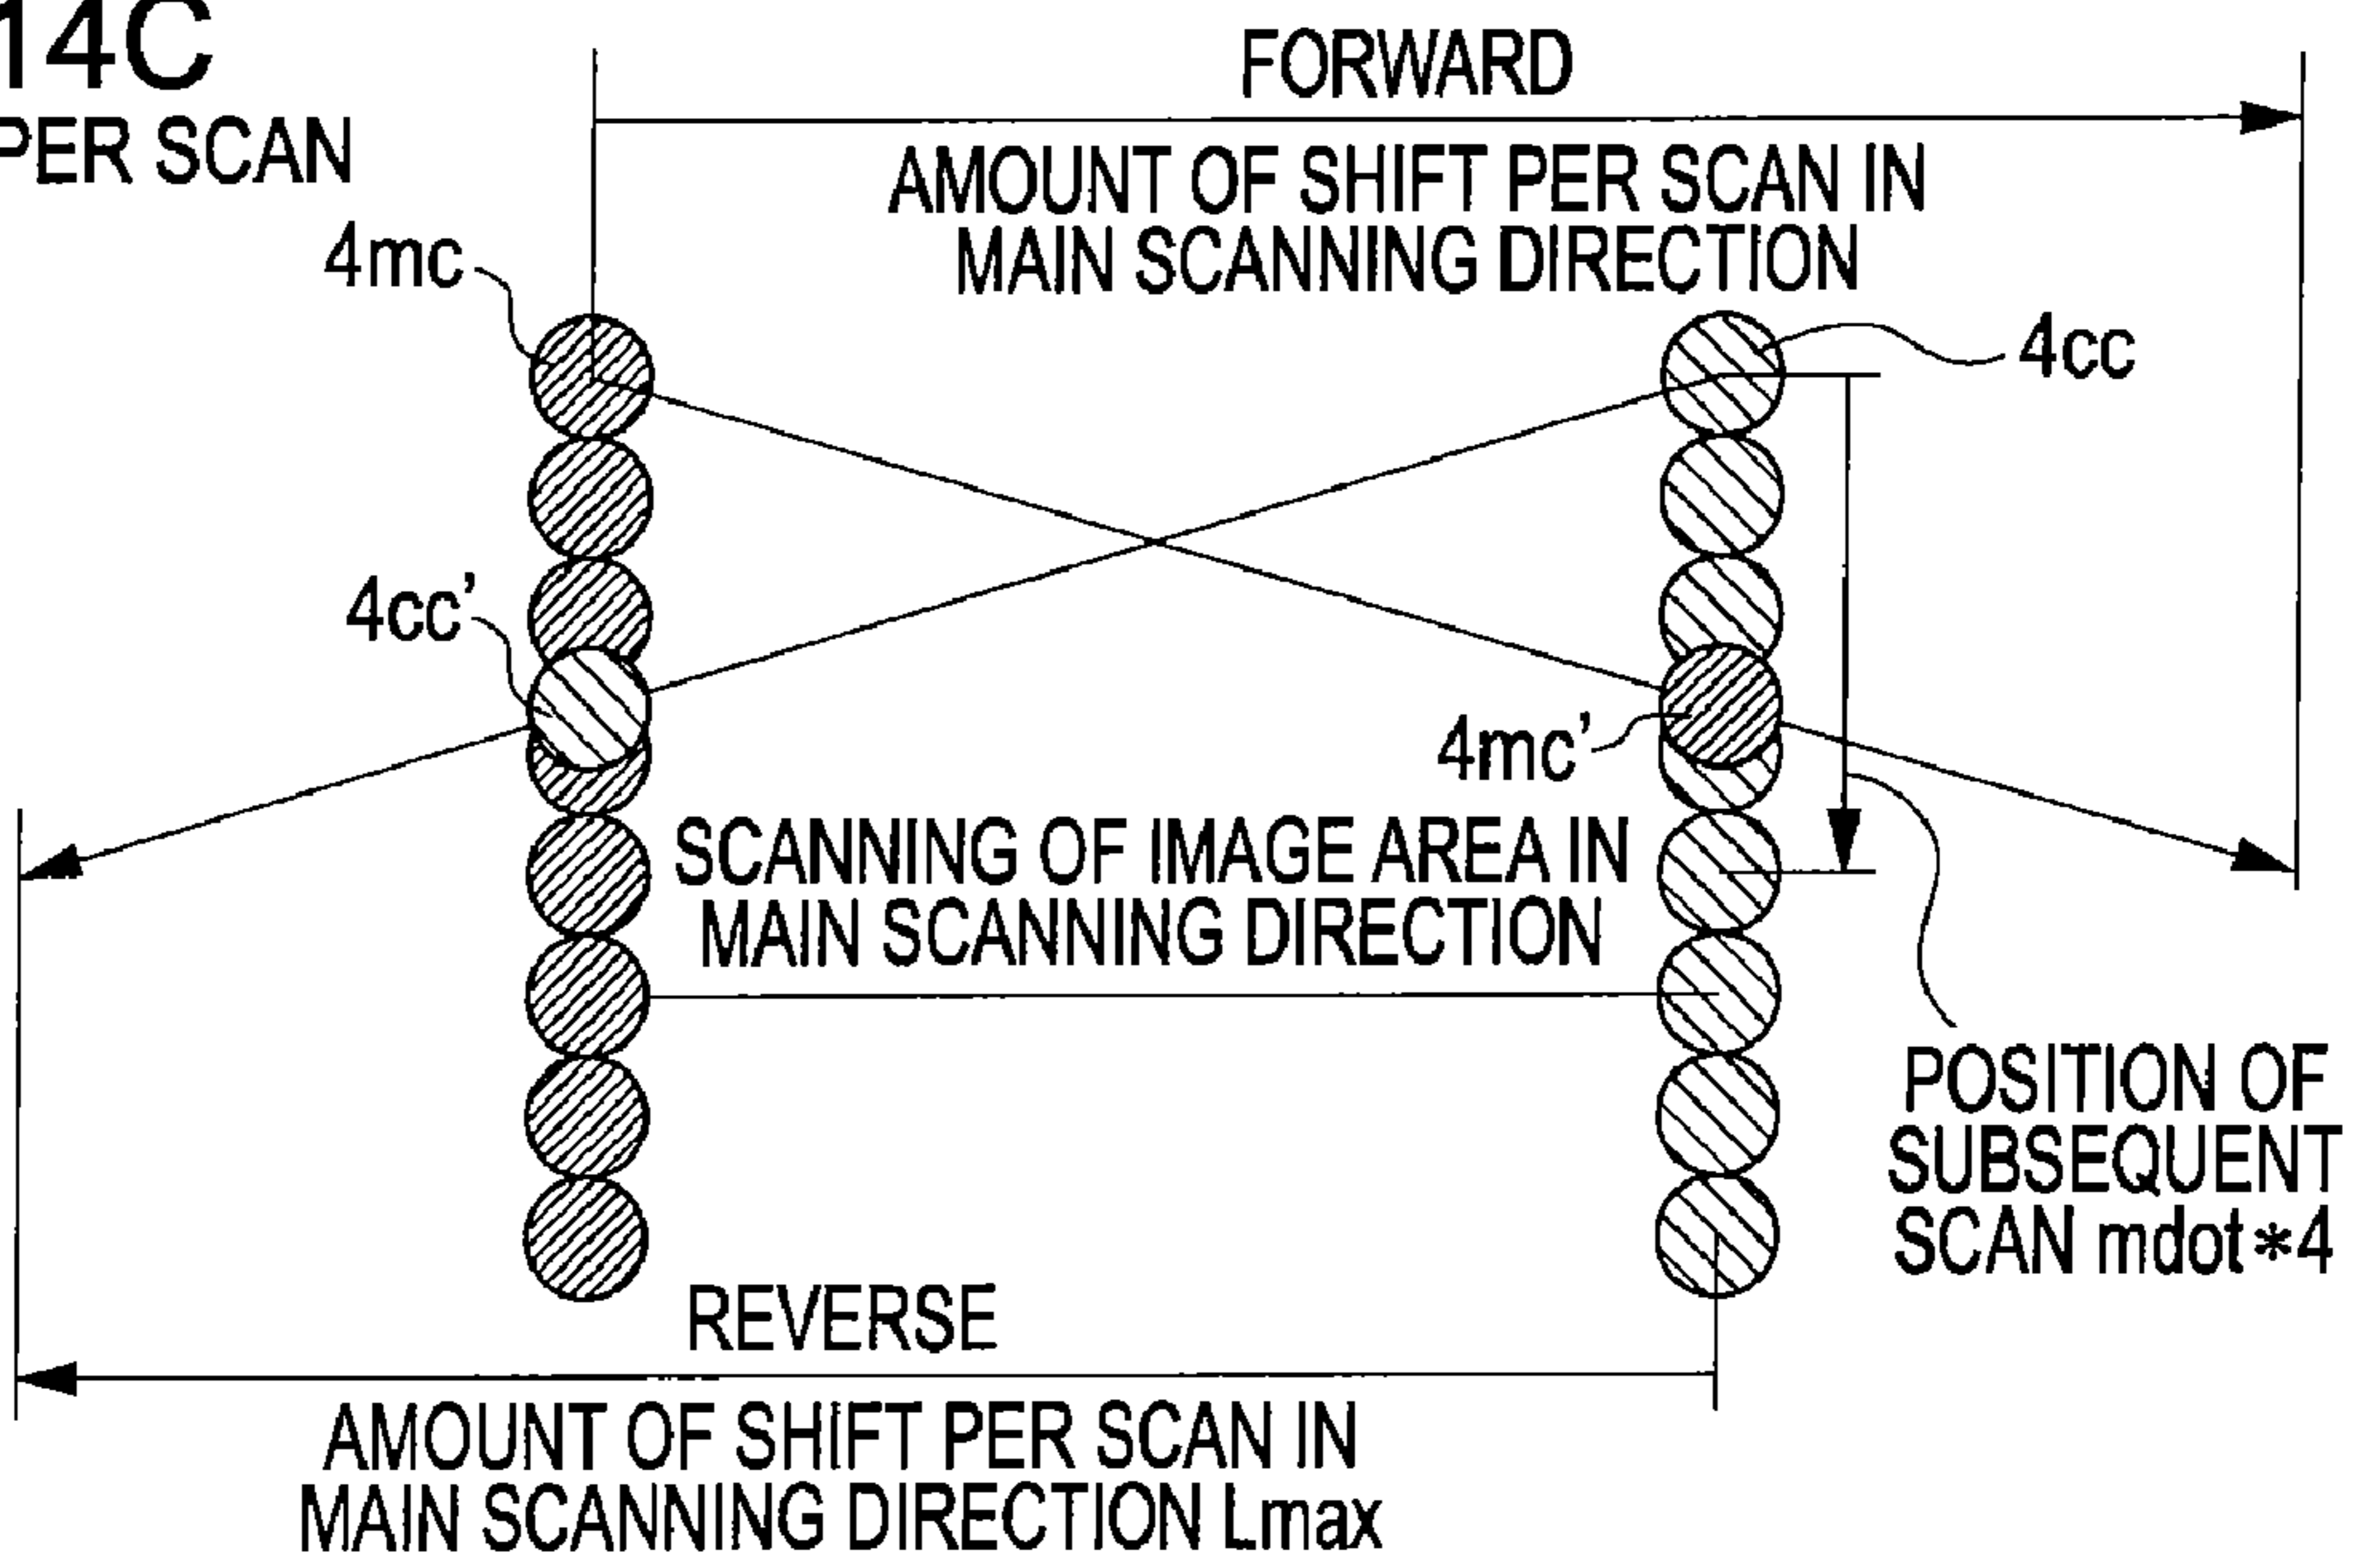 14C
PER SCAN
FORWARD
AMOUNT OF SHIFT PER SCAN IN
MAIN SCANNING DIRECTION
4mc
4cc
4cc’
4mc’
SCANNING OF IMAGE AREA IN
MAIN SCANNING DIRECTION
POSITION OF
SUBSEQUENT
SCAN mdot*4
REVERSE
AMOUNT OF SHIFT PER SCAN IN
MAIN SCANNING DIRECTION Lmax